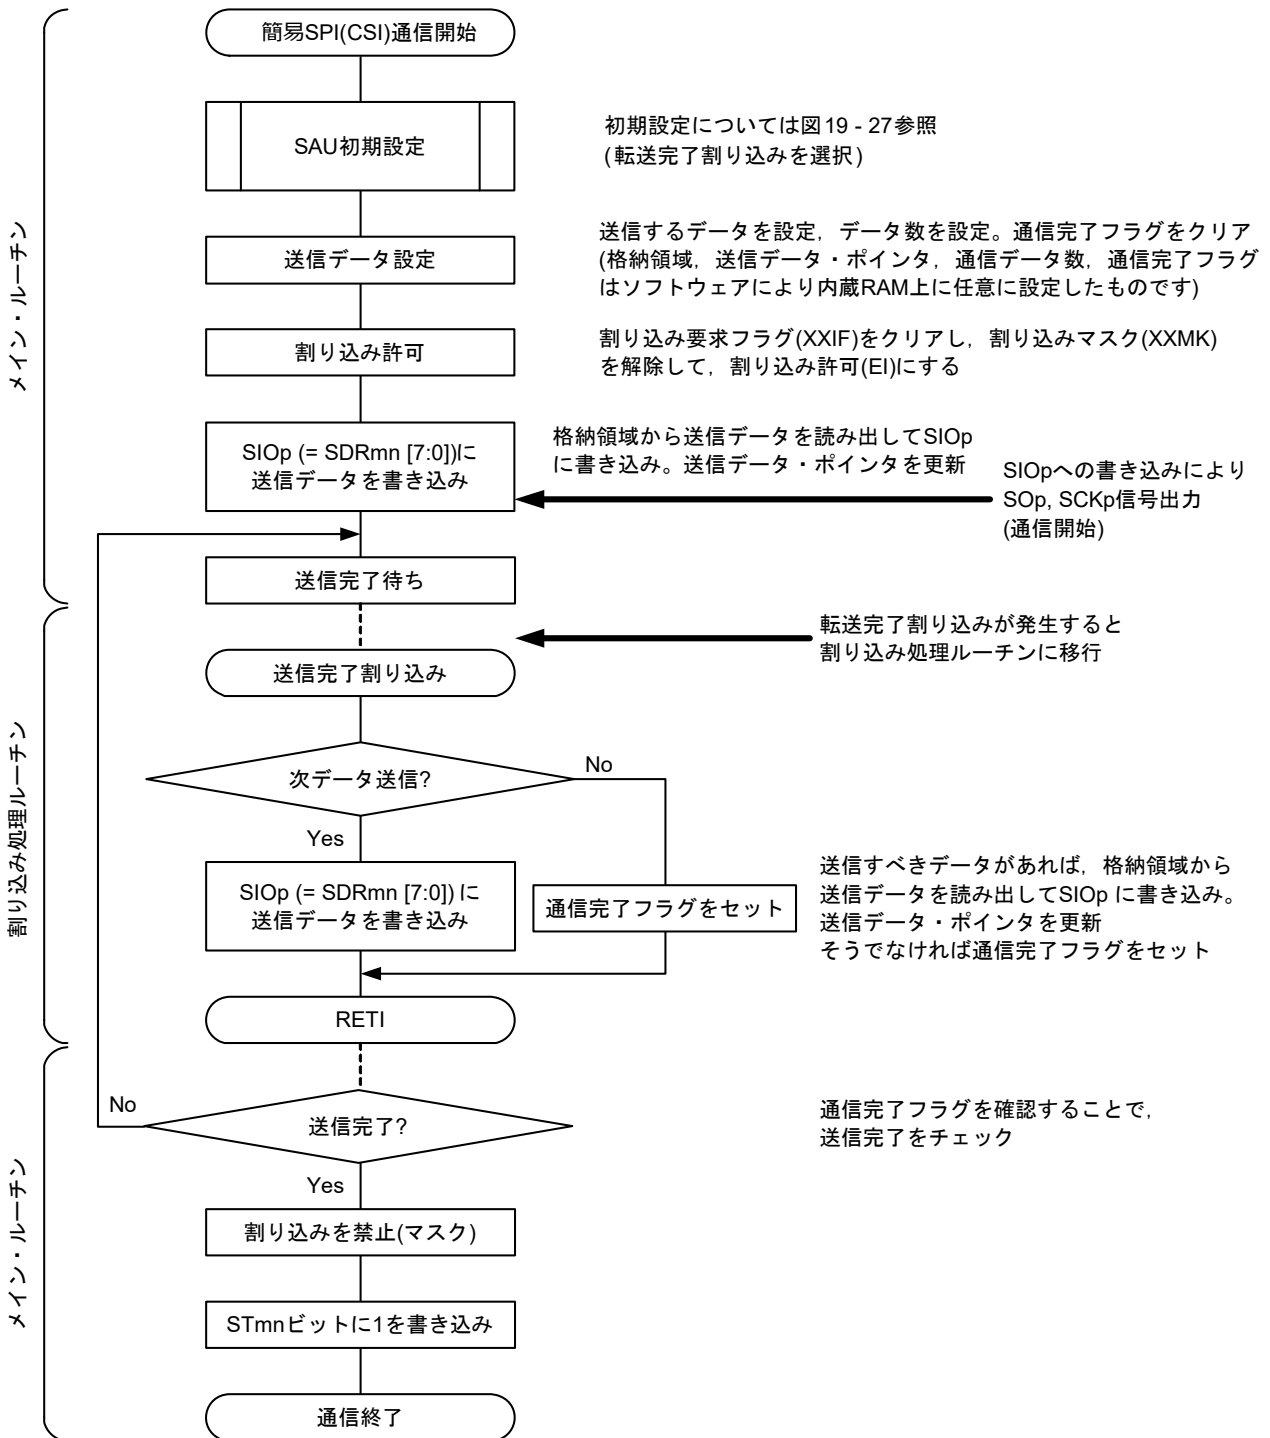 簡易SPI(CSI)通信開始
SAU初期設定
初期設定については図19 - 27参照
(転送完了割り込みを選択)
送信データ設定
送信するデータを設定，データ数を設定。通信完了フラグをクリア
(格納領域，送信データ・ポインタ，通信データ数，通信完了フラグ
はソフトウェアにより内蔵RAM上に任意に設定したものです)
メイン・ルーチン
割り込み許可
割り込み要求フラグ(XXIF)をクリアし，割り込みマスク(XXMK)
を解除して，割り込み許可(EI)にする
SIOp (= SDRmn [7:0])に
送信データを書き込み
格納領域から送信データを読み出してSIOp
に書き込み。送信データ・ポインタを更新
SIOpへの書き込みにより
SOp, SCKp信号出力
(通信開始)
送信完了待ち
転送完了割り込みが発生すると
割り込み処理ルーチンに移行
送信完了割り込み
割り込み処理ルーチン
次データ送信?
No
Yes
SIOp (= SDRmn [7:0]) に
送信データを書き込み
通信完了フラグをセット
送信すべきデータがあれば，格納領域から
送信データを読み出してSIOp に書き込み。
送信データ・ポインタを更新
そうでなければ通信完了フラグをセット
RETI
No
送信完了?
通信完了フラグを確認することで，
送信完了をチェック
Yes
メイン・ルーチン
割り込みを禁止(マスク)
STmnビットに1を書き込み
通信終了